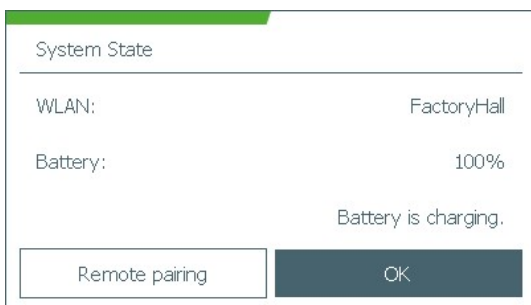 System State
WLAN: FactoryHall
Battery: 100%
Battery is charging.
Remote pairing OK